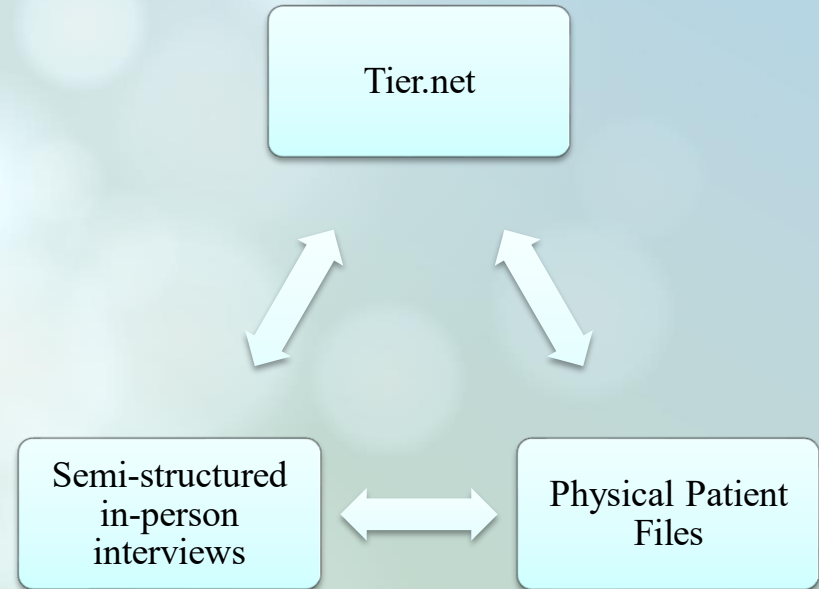 Tier.net
Semi-structured
in-person
interviews
Physical Patient
Files